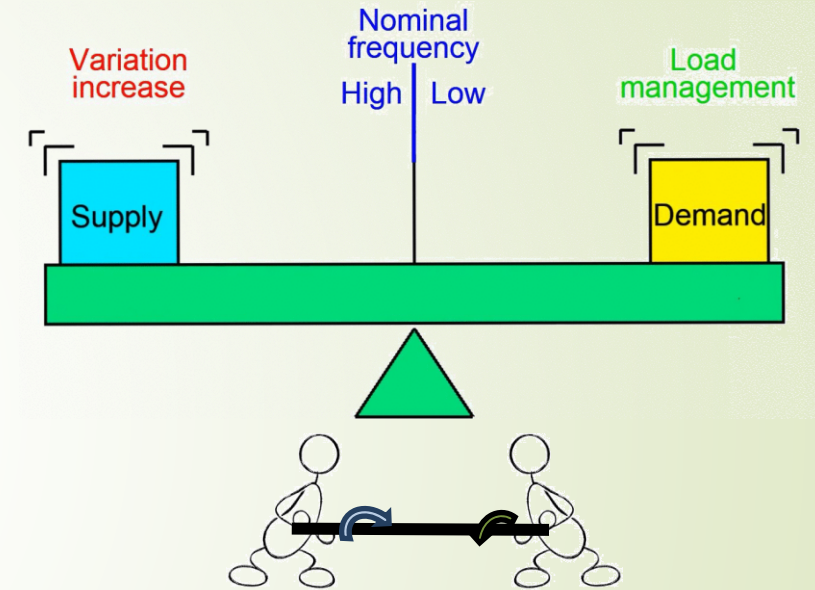 Nominal
frequency
High Low
Variation
increase
Load
management
Supply
Demand